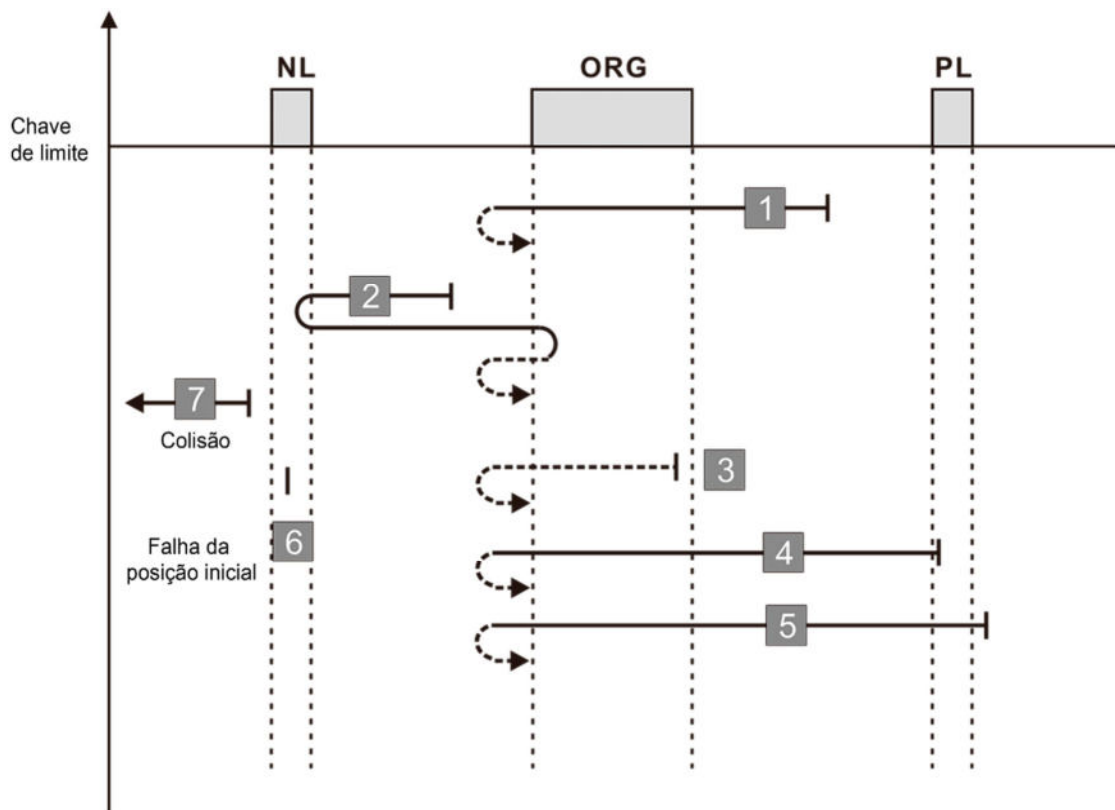 NL
ORG
PL
Chave
de limite
1
2
7
Colisão
3
6
Falha da
posição inicial
4
5